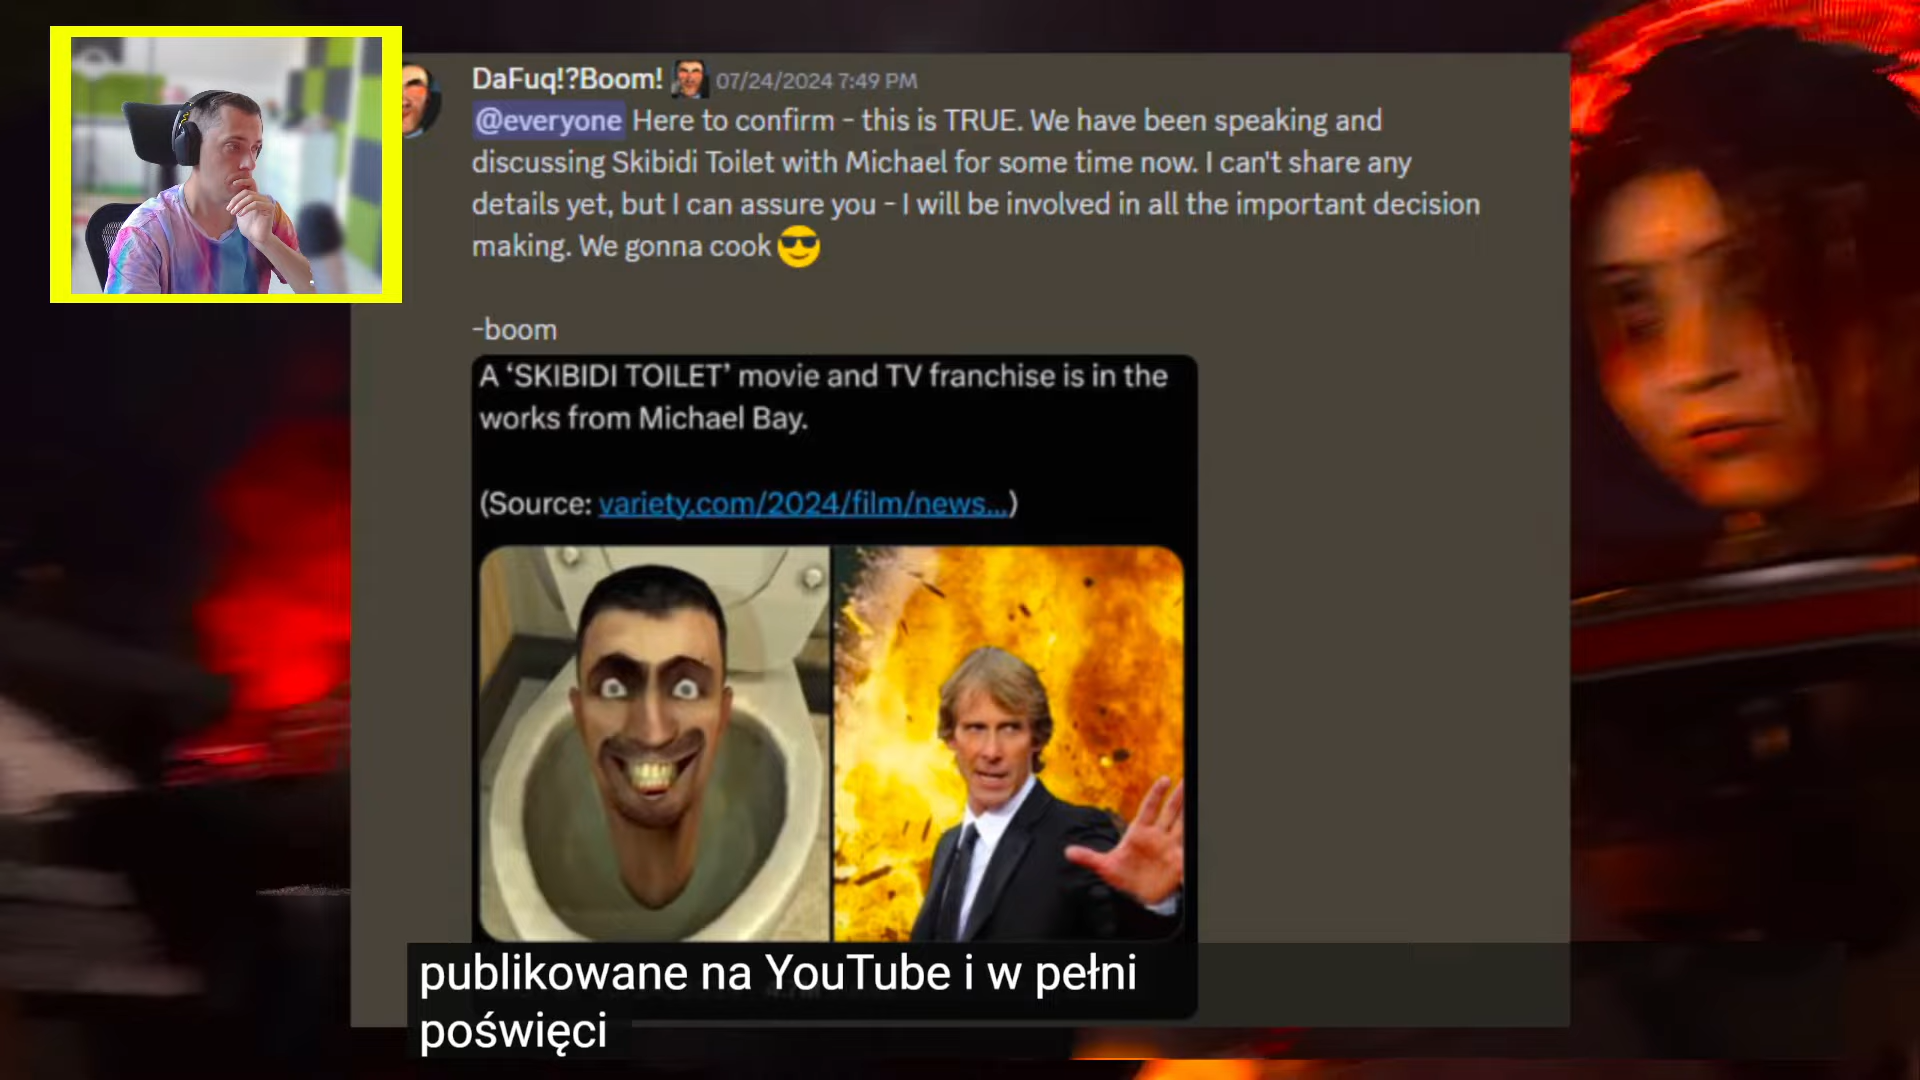 DaFuq!?Boom! 07/24/2024 7:49 PM
@everyone Here to confirm - this is TRUE. We have been speaking and
discussing Skibidi Toilet with Michael for some time now. I can't share any
details yet, but I can assure you - I will be involved in all the important decision
making. We gonna cook 😎
-boom
A ‘SKIBIDI TOILET’ movie and TV franchise is in the
works from Michael Bay.
(Source: variety.com/2024/film/news...)
publikowane na YouTube i w pełni
poświęci